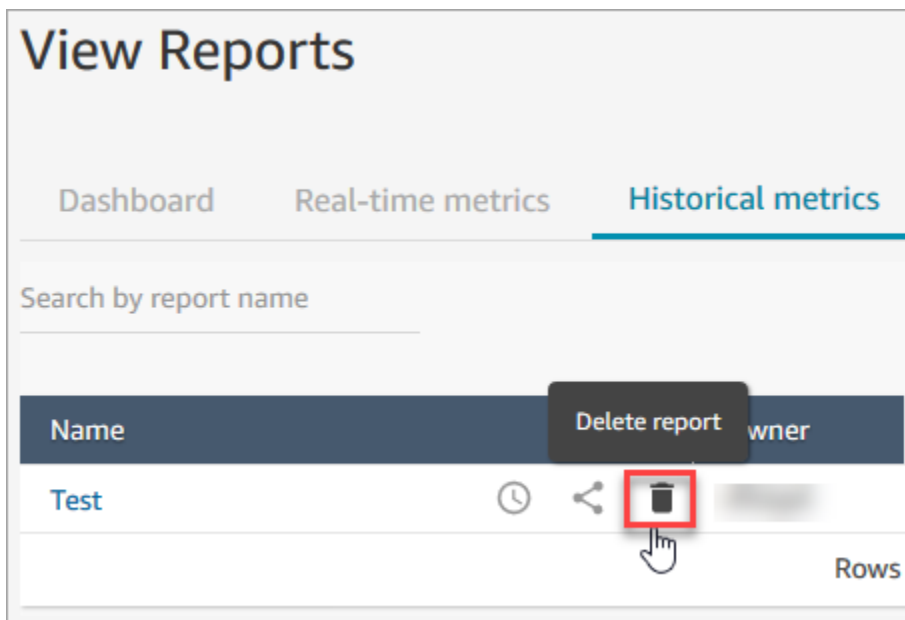 View Reports
Dashboard Real-time metrics Historical metrics
Search by report name
Delete report
Name wner
Test
Rows